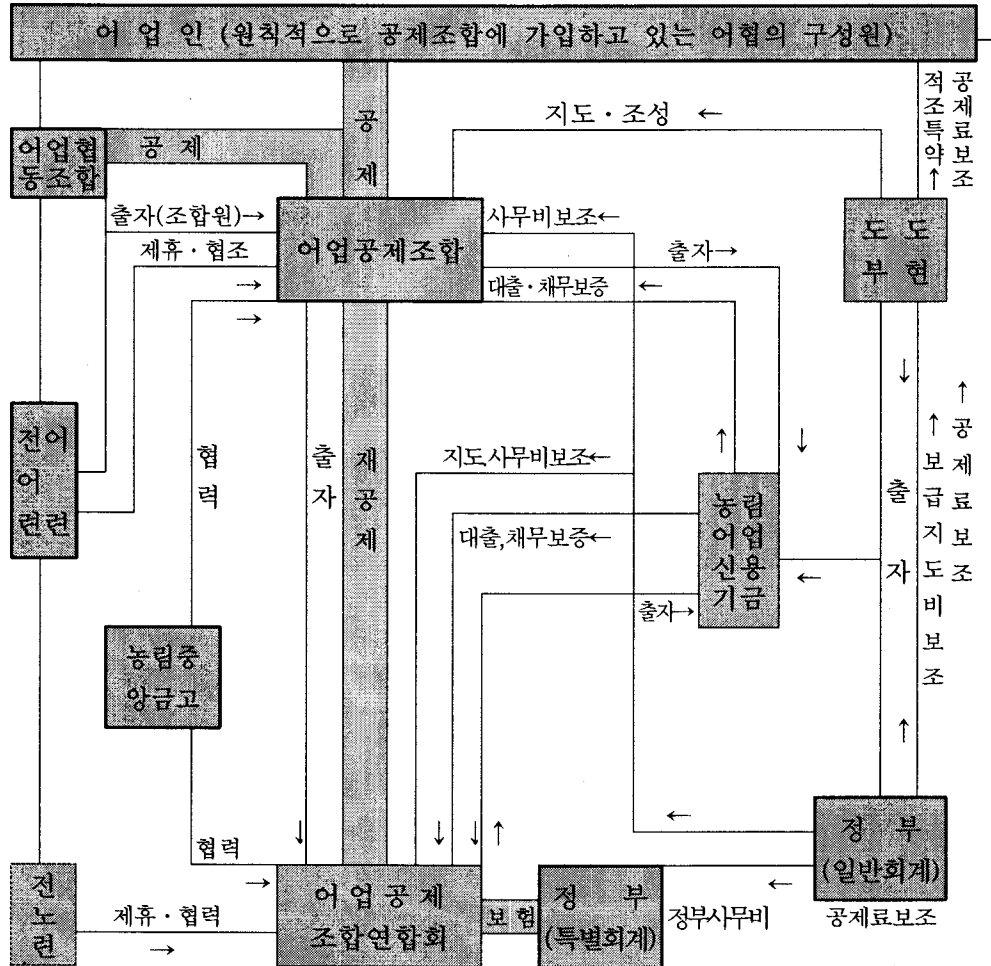 어 업 인 (원칙적으로 공제조합에 가입하고 있는 어협의 구성원)
공제
지도・조성 ←
적조특약↑
공제료보조
어업협
동조합
공 제
출자(조합원)→
제휴・협조
→
→
어업공제조합
사무비보조←
출자→
대출・채무보증
←
도 도
부 현
↓
↑보급지도비보조
↑공제료보조
출자
전어
어
련련
협력
출자
재공제
↑
↓
지도,사무비보조←
대출,채무보증←
출자→
농림
어업
신용
기금
←
농림중
앙금고
협력
→
↓
↓
↓
↑
↑
←
정 부
(일반회계)
전노련
제휴・협력
→
어 업 공 제
조합연합회
보험
정 부
(특별회계)
←
정부사무비
공제료보조